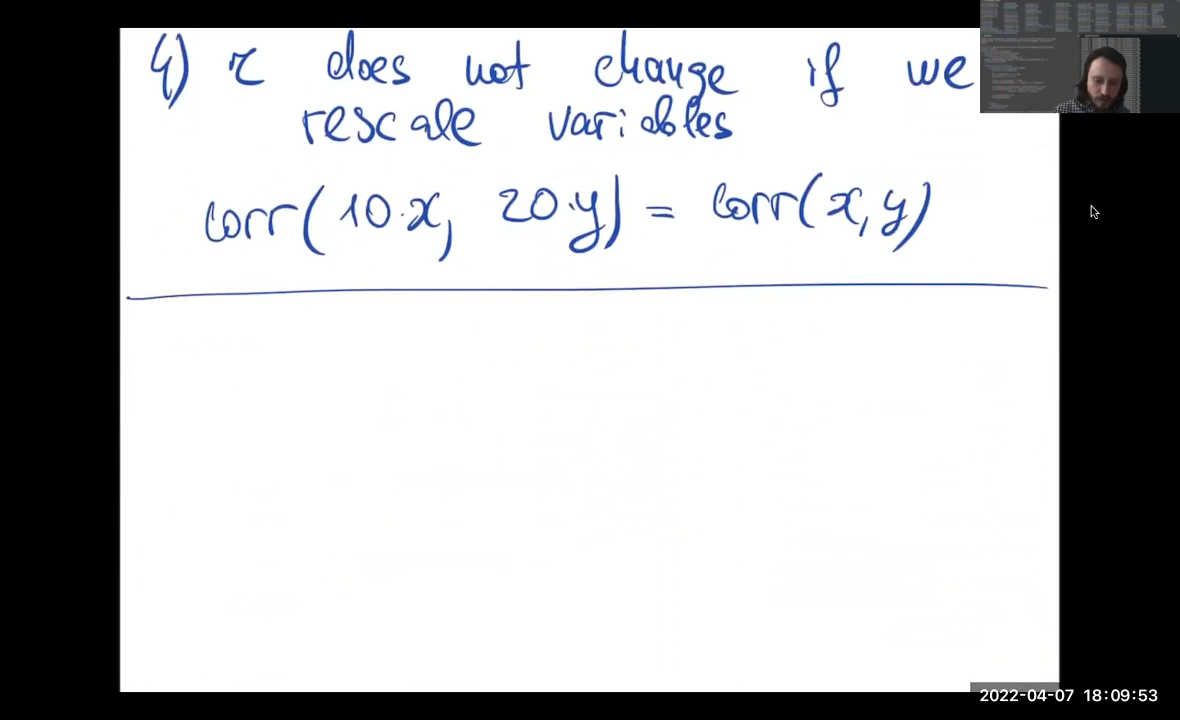 4) r does not change if we
rescale variables
corr(10·x, 20·y) = corr(x,y)
2022-04-07 18:09:53